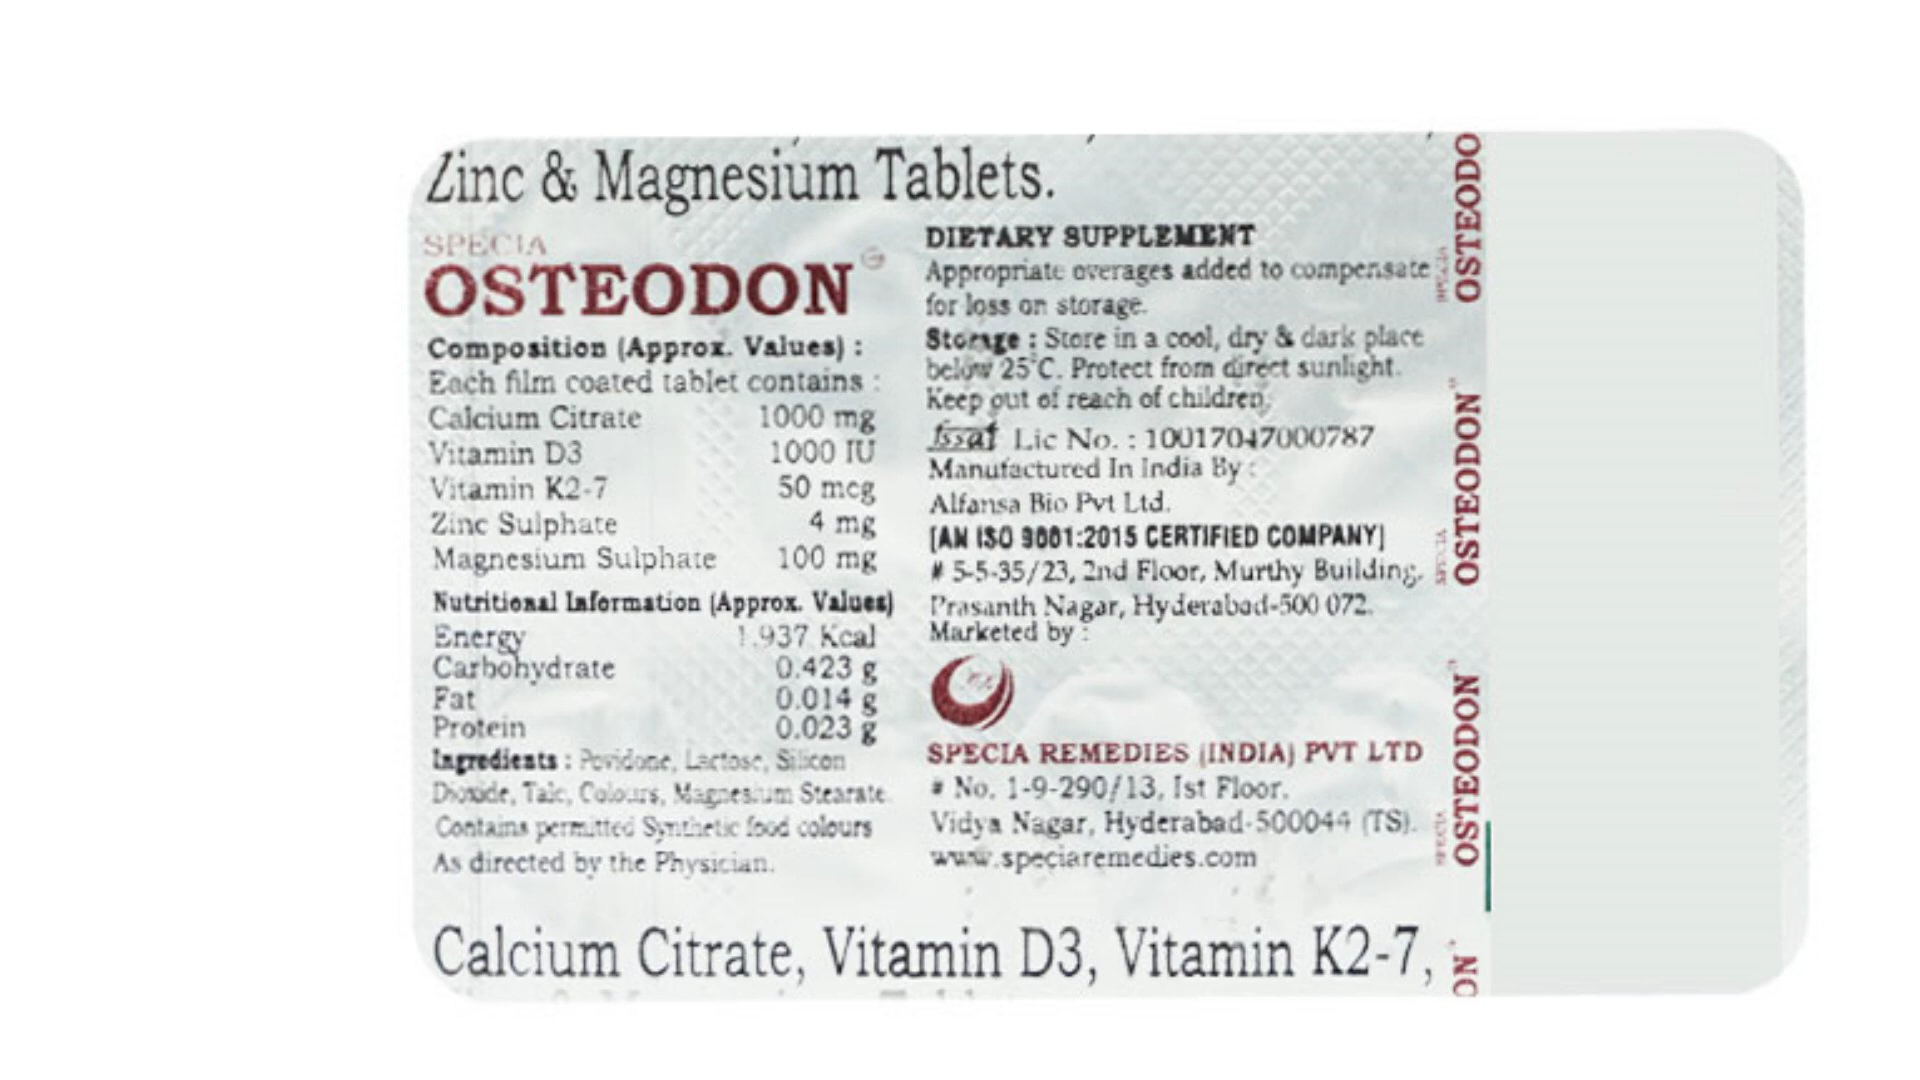 Zinc & Magnesium Tablets.
SPECIA
OSTEODON
Composition (Approx. Values) :
Each film coated tablet contains :
Calcium Citrate 1000 mg
Vitamin D3 1000 IU
Vitamin K2-7 50 mcg
Zinc Sulphate 4 mg
Magnesium Sulphate 100 mg
Nutritional Information (Approx. Values)
Energy 1.937 Kcal
Carbohydrate 0.423 g
Fat 0.014 g
Protein 0.023 g
Ingredients : Povidone, Lactose, Silicon
Dioxide, Talc, Colours, Magnesium Stearate.
Contains permitted Synthetic food colours
As directed by the Physician.
DIETARY SUPPLEMENT
Appropriate overages added to compensate
for loss on storage.
Storage : Store in a cool, dry & dark place
below 25°C. Protect from direct sunlight.
Keep out of reach of children.
fssai Lic No. : 10017047000787
Manufactured In India By :
Alfansa Bio Pvt Ltd.
[AN ISO 9001:2015 CERTIFIED COMPANY]
# 5-5-35/23, 2nd Floor, Murthy Building,
Prasanth Nagar, Hyderabad-500 072.
Marketed by :
SPECIA REMEDIES (INDIA) PVT LTD
# No. 1-9-290/13, Ist Floor.
Vidya Nagar, Hyderabad-500044 (TS).
www.speciaremedies.com
Calcium Citrate, Vitamin D3, Vitamin K2-7,
SPECIA
OSTEODO
SPECIA
OSTEODON
SPECIA
OSTEODON
ON